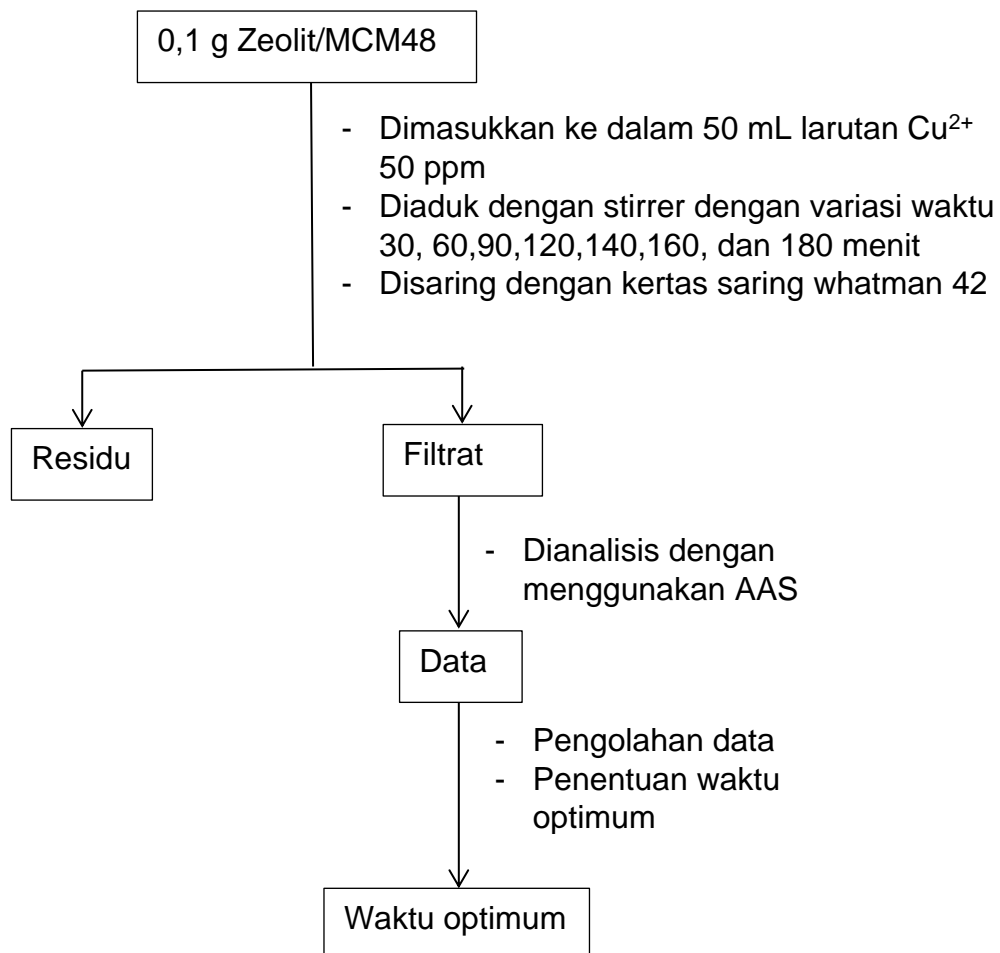 0,1 g Zeolit/MCM48
- Dimasukkan ke dalam 50 mL larutan Cu²⁺
50 ppm
- Diaduk dengan stirrer dengan variasi waktu
30, 60,90,120,140,160, dan 180 menit
- Disaring dengan kertas saring whatman 42
Residu
Filtrat
- Dianalisis dengan
menggunakan AAS
Data
- Pengolahan data
- Penentuan waktu
optimum
Waktu optimum